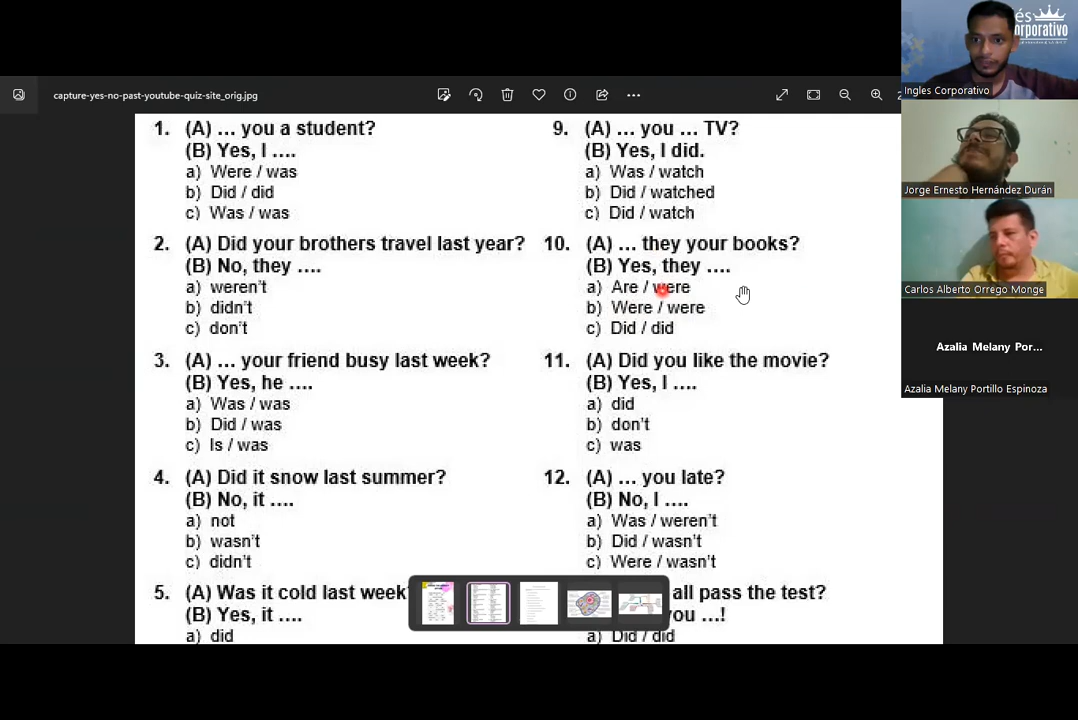 capture-yes-no-past-youtube-quiz-site_orig.jpg
1. (A) ... you a student?
(B) Yes, I ....
a) Were / was
b) Did / did
c) Was / was
2. (A) Did your brothers travel last year?
(B) No, they ....
a) weren't
b) didn't
c) don't
3. (A) ... your friend busy last week?
(B) Yes, he ....
a) Was / was
b) Did / was
c) Is / was
4. (A) Did it snow last summer?
(B) No, it ....
a) not
b) wasn't
c) didn't
5. (A) Was it cold last week
(B) Yes, it ....
a) did
9. (A) ... you ... TV?
(B) Yes, I did.
a) Was / watch
b) Did / watched
c) Did / watch
10. (A) ... they your books?
(B) Yes, they ....
a) Are / were
b) Were / were
c) Did / did
11. (A) Did you like the movie?
(B) Yes, I ....
a) did
b) don't
c) was
12. (A) ... you late?
(B) No, I ....
a) Was / weren't
b) Did / wasn't
c) Were / wasn't
all pass the test?
you ...!
a) Did / did
és
orporativo
Ingles Corporativo
Jorge Ernesto Hernández Durán
Carlos Alberto Orrego Monge
Azalia Melany Por...
Azalia Melany Portillo Espinoza